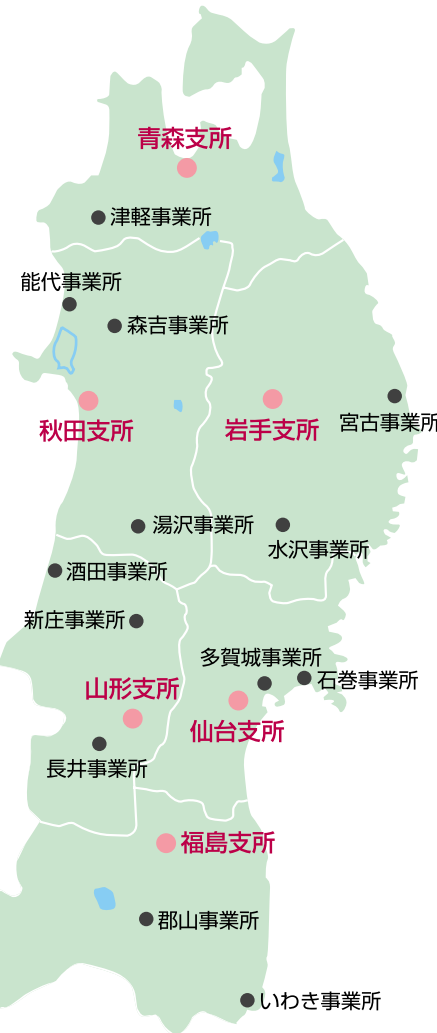 青森支所
津軽事業所
能代事業所
森吉事業所
秋田支所
岩手支所
宮古事業所
湯沢事業所
水沢事業所
酒田事業所
新庄事業所
多賀城事業所
石巻事業所
山形支所
仙台支所
長井事業所
福島支所
郡山事業所
いわき事業所